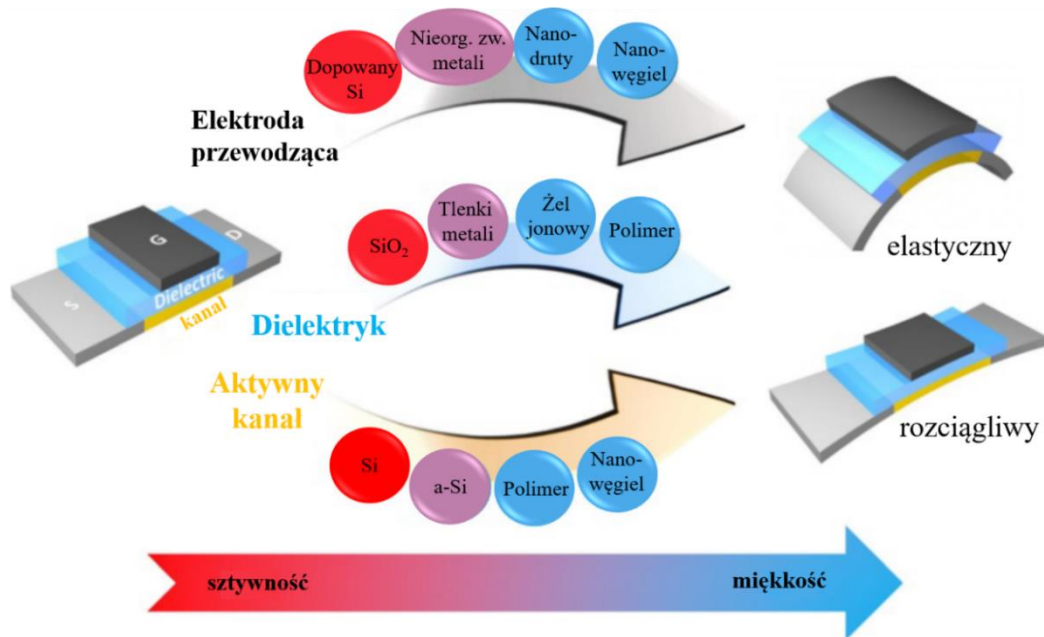 Dopowany
Si
Nieorg. zw.
metali
Nano-
druty
Nano-
węgiel
Elektroda
przewodząca
elastyczny
S
G
D
Dielectric
kanał
SiO₂
Tlenki
metali
Żel
jonowy
Polimer
Dielektryk
Aktywny
kanał
Si
a-Si
Polimer
Nano-
węgiel
rozciągliwy
sztywność
miękkość